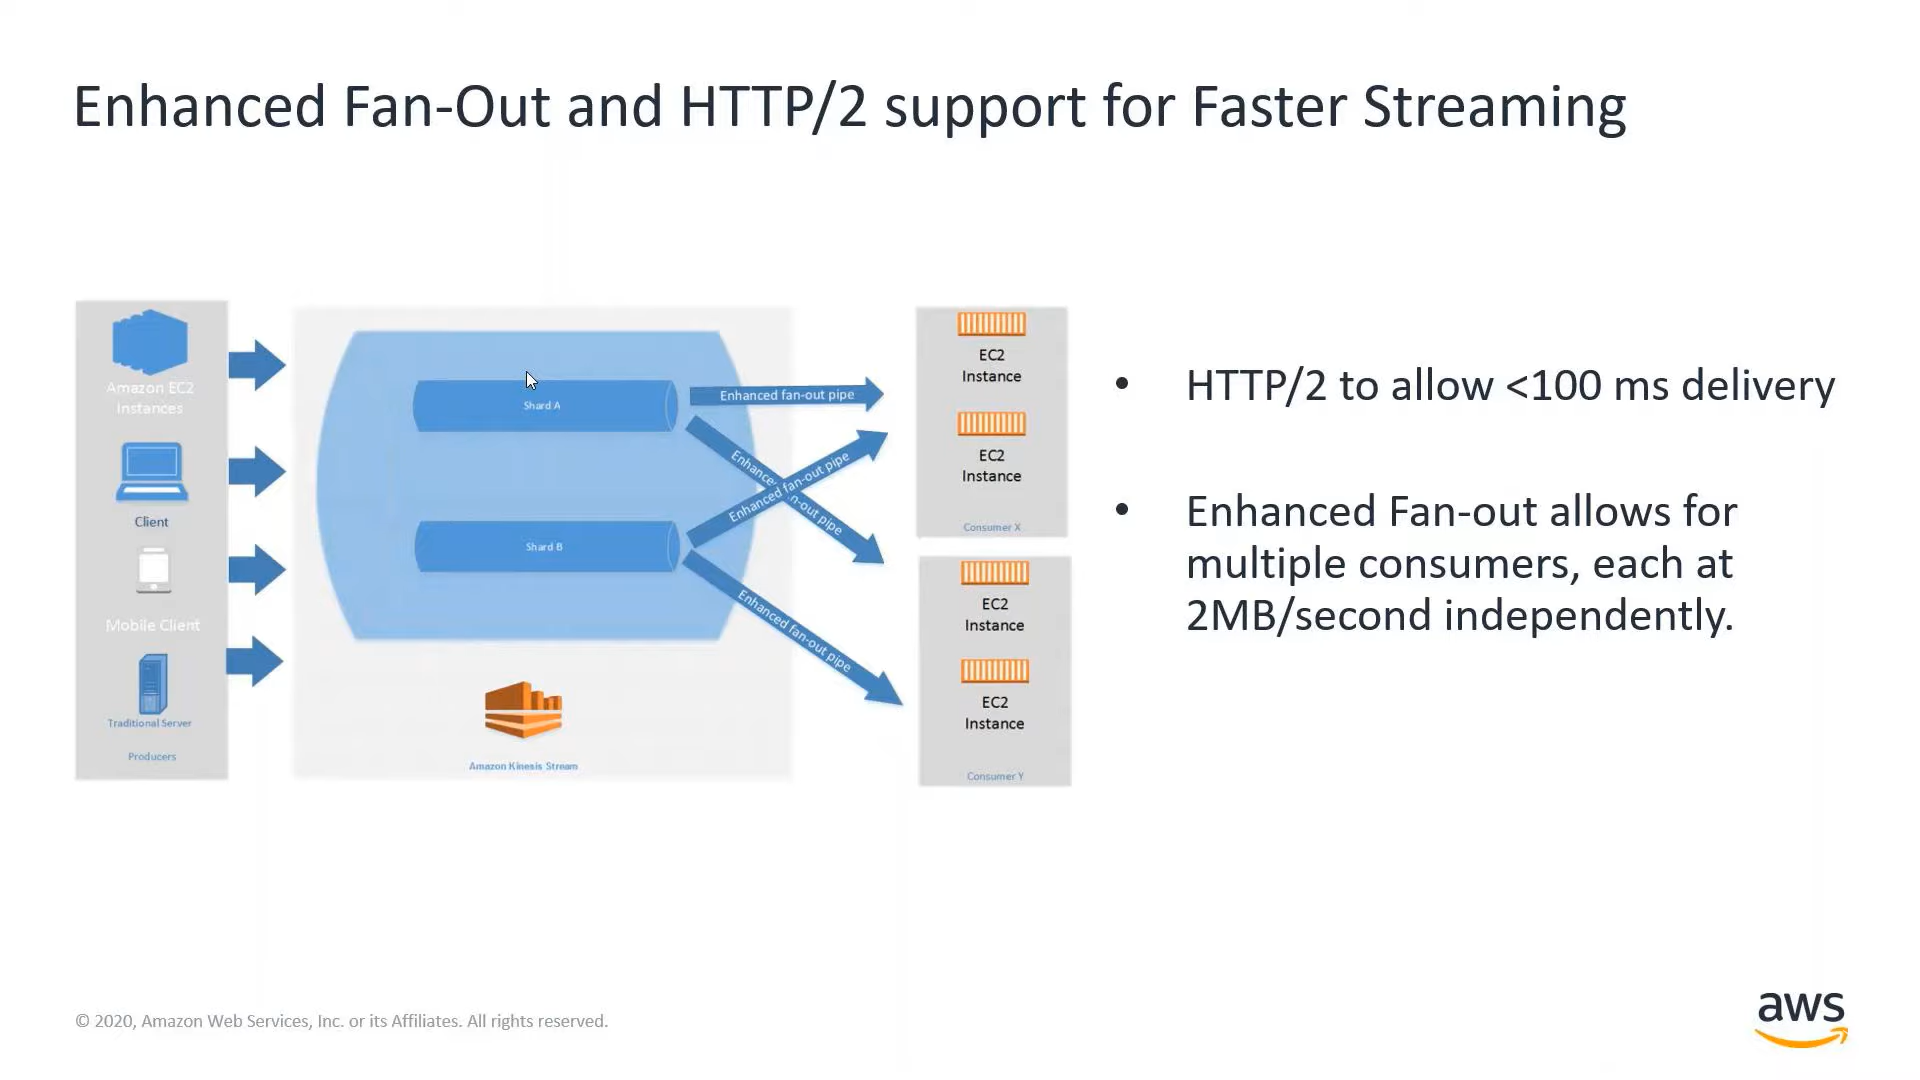 Enhanced Fan-Out and HTTP/2 support for Faster Streaming
Amazon EC2
Instances
Client
Mobile Client
Traditional Server
Producers
Shard A
Shard B
Amazon Kinesis Stream
Enhanced fan-out pipe
Enhanced fan-out pipe
Enhanced fan-out pipe
Enhanced fan-out pipe
EC2
Instance
EC2
Instance
Consumer X
EC2
Instance
EC2
Instance
Consumer Y
• HTTP/2 to allow <100 ms delivery
• Enhanced Fan-out allows for
multiple consumers, each at
2MB/second independently.
© 2020, Amazon Web Services, Inc. or its Affiliates. All rights reserved.
aws